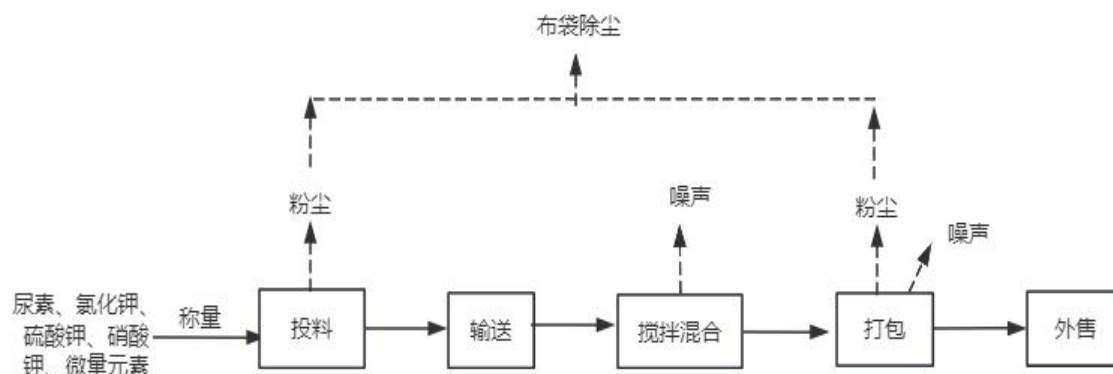 布袋除尘
粉尘
噪声
粉尘
噪声
尿素、氯化钾、
硫酸钾、硝酸
钾、微量元素
称量
投料
输送
搅拌混合
打包
外售